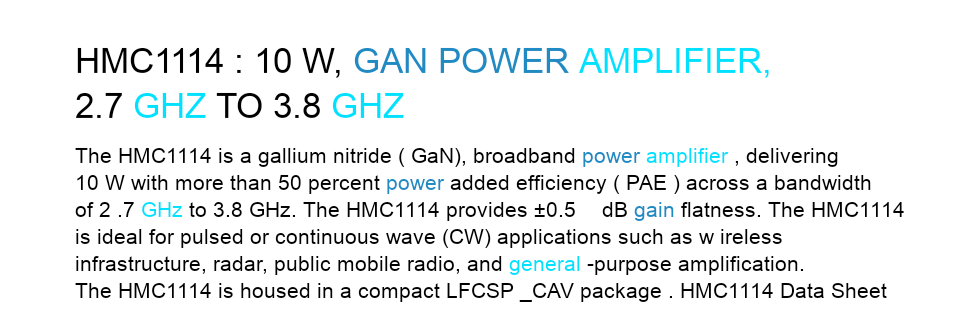 HMC1114 : 10 W, GAN POWER AMPLIFIER,
2.7 GHZ TO 3.8 GHZ
The HMC1114 is a gallium nitride ( GaN), broadband power amplifier , delivering
10 W with more than 50 percent power added efficiency ( PAE ) across a bandwidth
of 2 .7 GHz to 3.8 GHz. The HMC1114 provides ±0.5 dB gain flatness. The HMC1114
is ideal for pulsed or continuous wave (CW) applications such as w ireless
infrastructure, radar, public mobile radio, and general -purpose amplification.
The HMC1114 is housed in a compact LFCSP _CAV package . HMC1114 Data Sheet